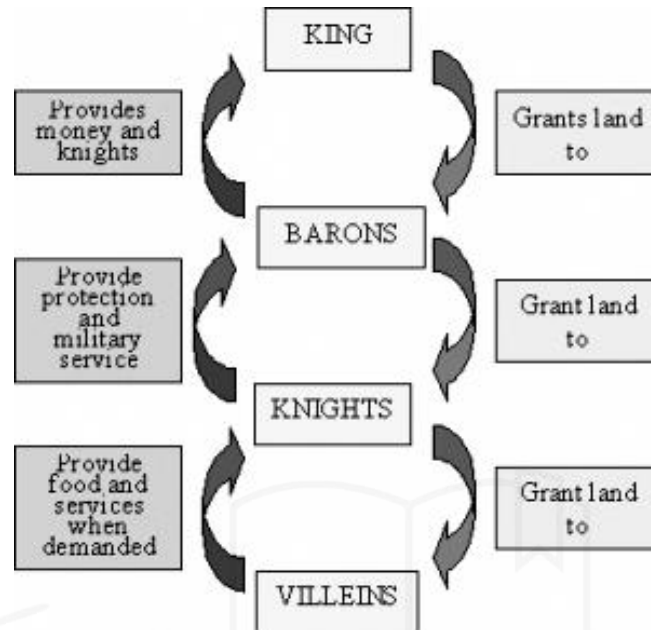 KING
Provides
money and
knights
Grants land
to
BARONS
Provide
protection
and
military
service
Grant land
to
KNIGHTS
Provide
food and
services
when
demanded
Grant land
to
VILLEINS